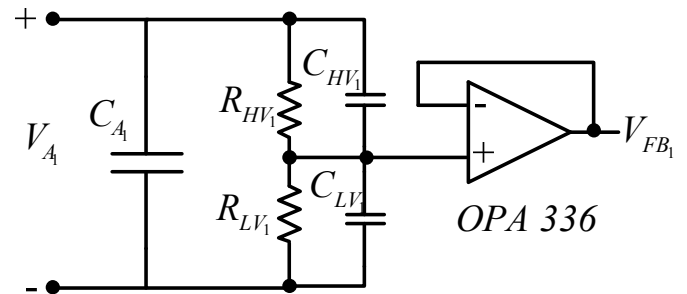 +
C_{HV_1}
R_{HV_1}
C_{A_1}
V_{A_1}
-
+
V_{FB_1}
C_{LV_1}
R_{LV_1}
OPA 336
-